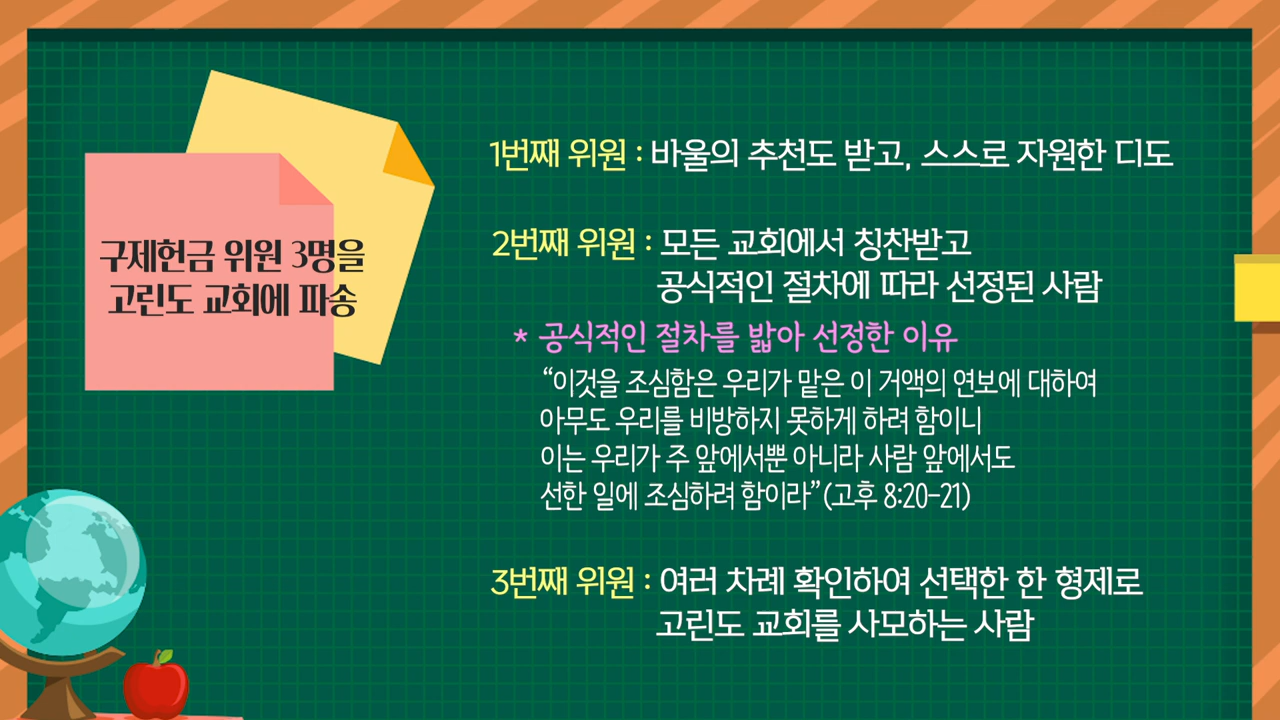 구제헌금 위원 3명을
고린도 교회에 파송
1번째 위원 : 바울의 추천도 받고, 스스로 자원한 디도
2번째 위원 : 모든 교회에서 칭찬받고
공식적인 절차에 따라 선정된 사람
* 공식적인 절차를 밟아 선정한 이유
“이것을 조심함은 우리가 맡은 이 거액의 연보에 대하여
아무도 우리를 비방하지 못하게 하려 함이니
이는 우리가 주 앞에서뿐 아니라 사람 앞에서도
선한 일에 조심하려 함이라”(고후 8:20-21)
3번째 위원 : 여러 차례 확인하여 선택한 한 형제로
고린도 교회를 사모하는 사람